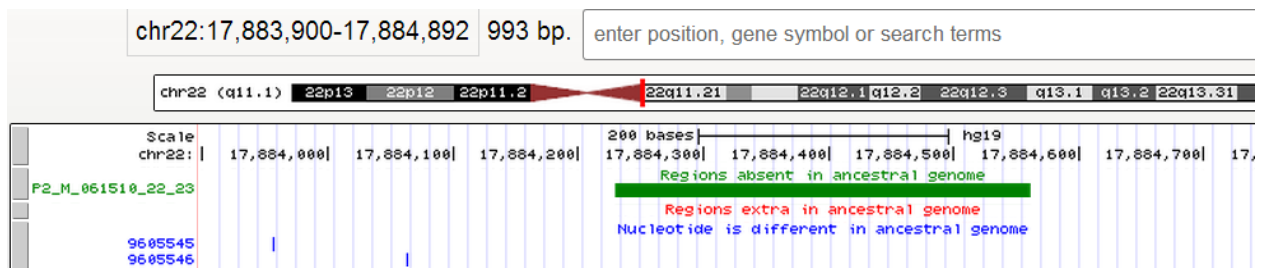 chr22:17,883,900-17,884,892 993 bp. enter position, gene symbol or search terms
chr22 (q11.1) 22p13 22p12 22p11.2 22q11.21 22q12.1 q12.2 22q12.3 q13.1 q13.2 22q13.31
Scale 200 bases hg19
chr22: 17,884,000 17,884,100 17,884,200 17,884,300 17,884,400 17,884,500 17,884,600 17,884,700 17,
Regions absent in ancestral genome
P2_M_061510_22_23
Regions extra in ancestral genome
Nucleotide is different in ancestral genome
9605545
9605546